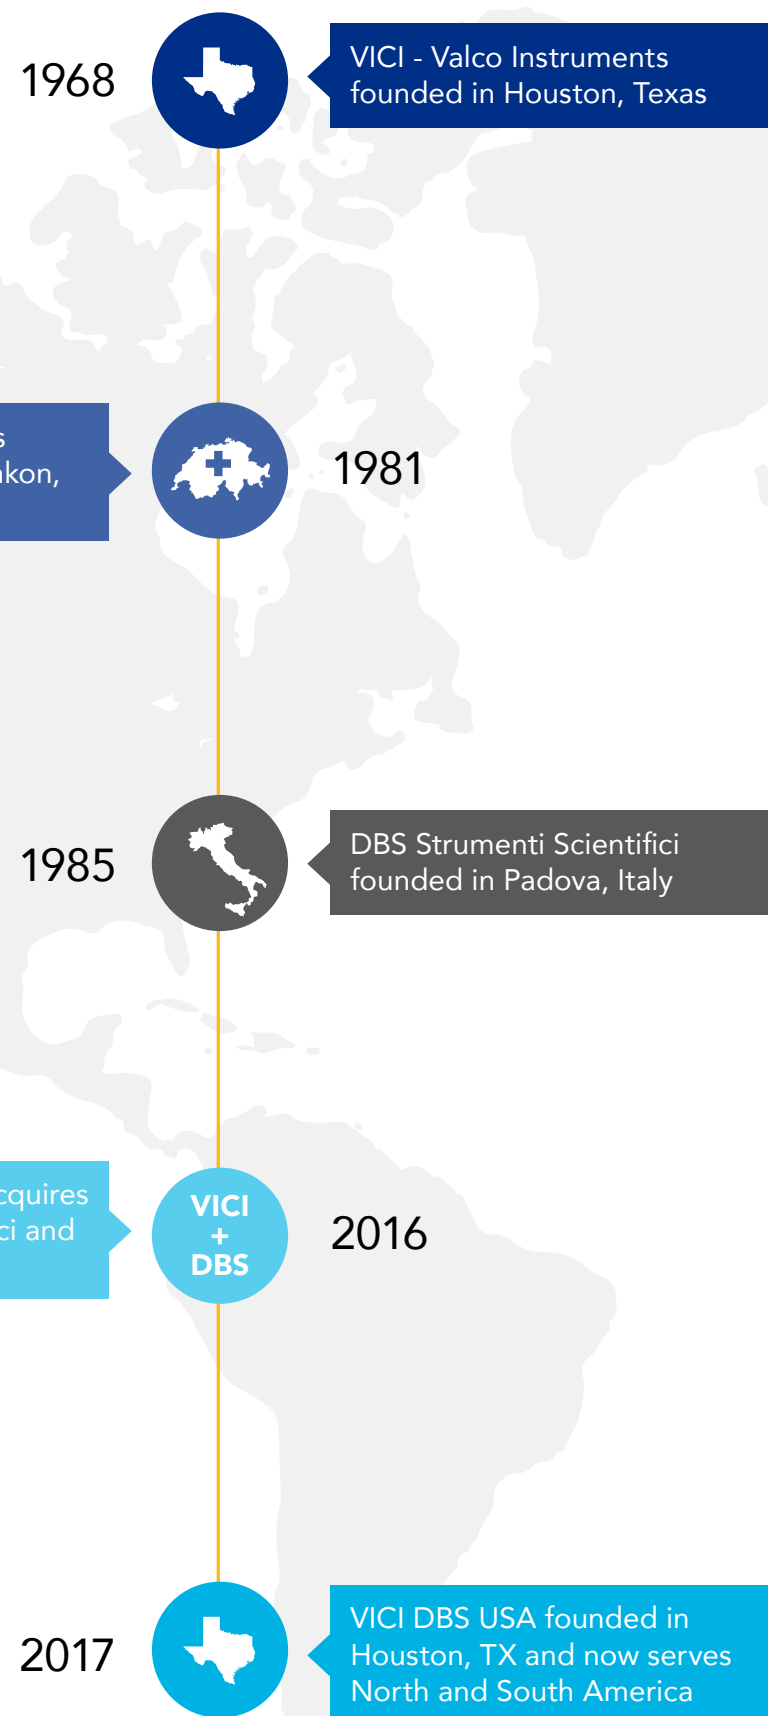 1968
VICI - Valco Instruments
founded in Houston, Texas
1981
1985
DBS Strumenti Scientifici
founded in Padova, Italy
and
VICI
+
DBS
2016
2017
VICI DBS USA founded in
Houston, TX and now serves
North and South America